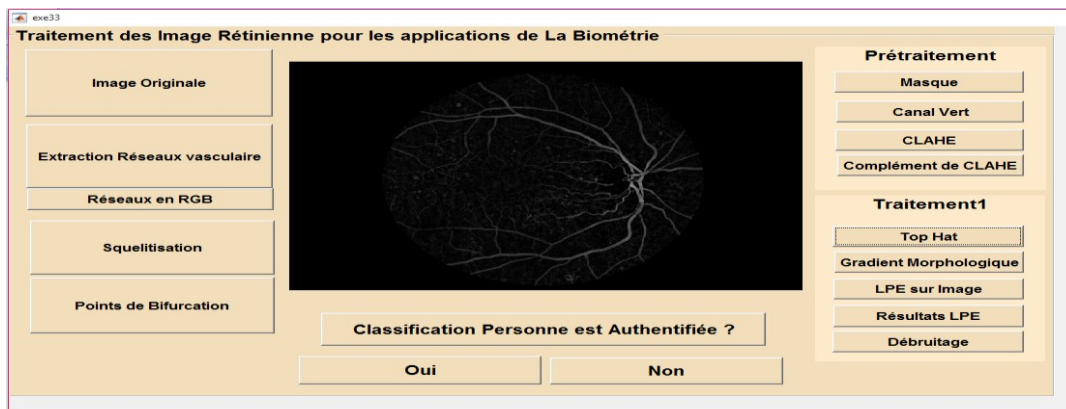 exe33
Traitement des Image Rétinienne pour les applications de La Biométrie
Image Originale
Extraction Réseaux vasculaire
Réseaux en RGB
Squelitisation
Points de Bifurcation
Classification Personne est Authentifiée ?
Oui
Non
Prétraitement
Masque
Canal Vert
CLAHE
Complément de CLAHE
Traitement1
Top Hat
Gradient Morphologique
LPE sur Image
Résultats LPE
Débruitage